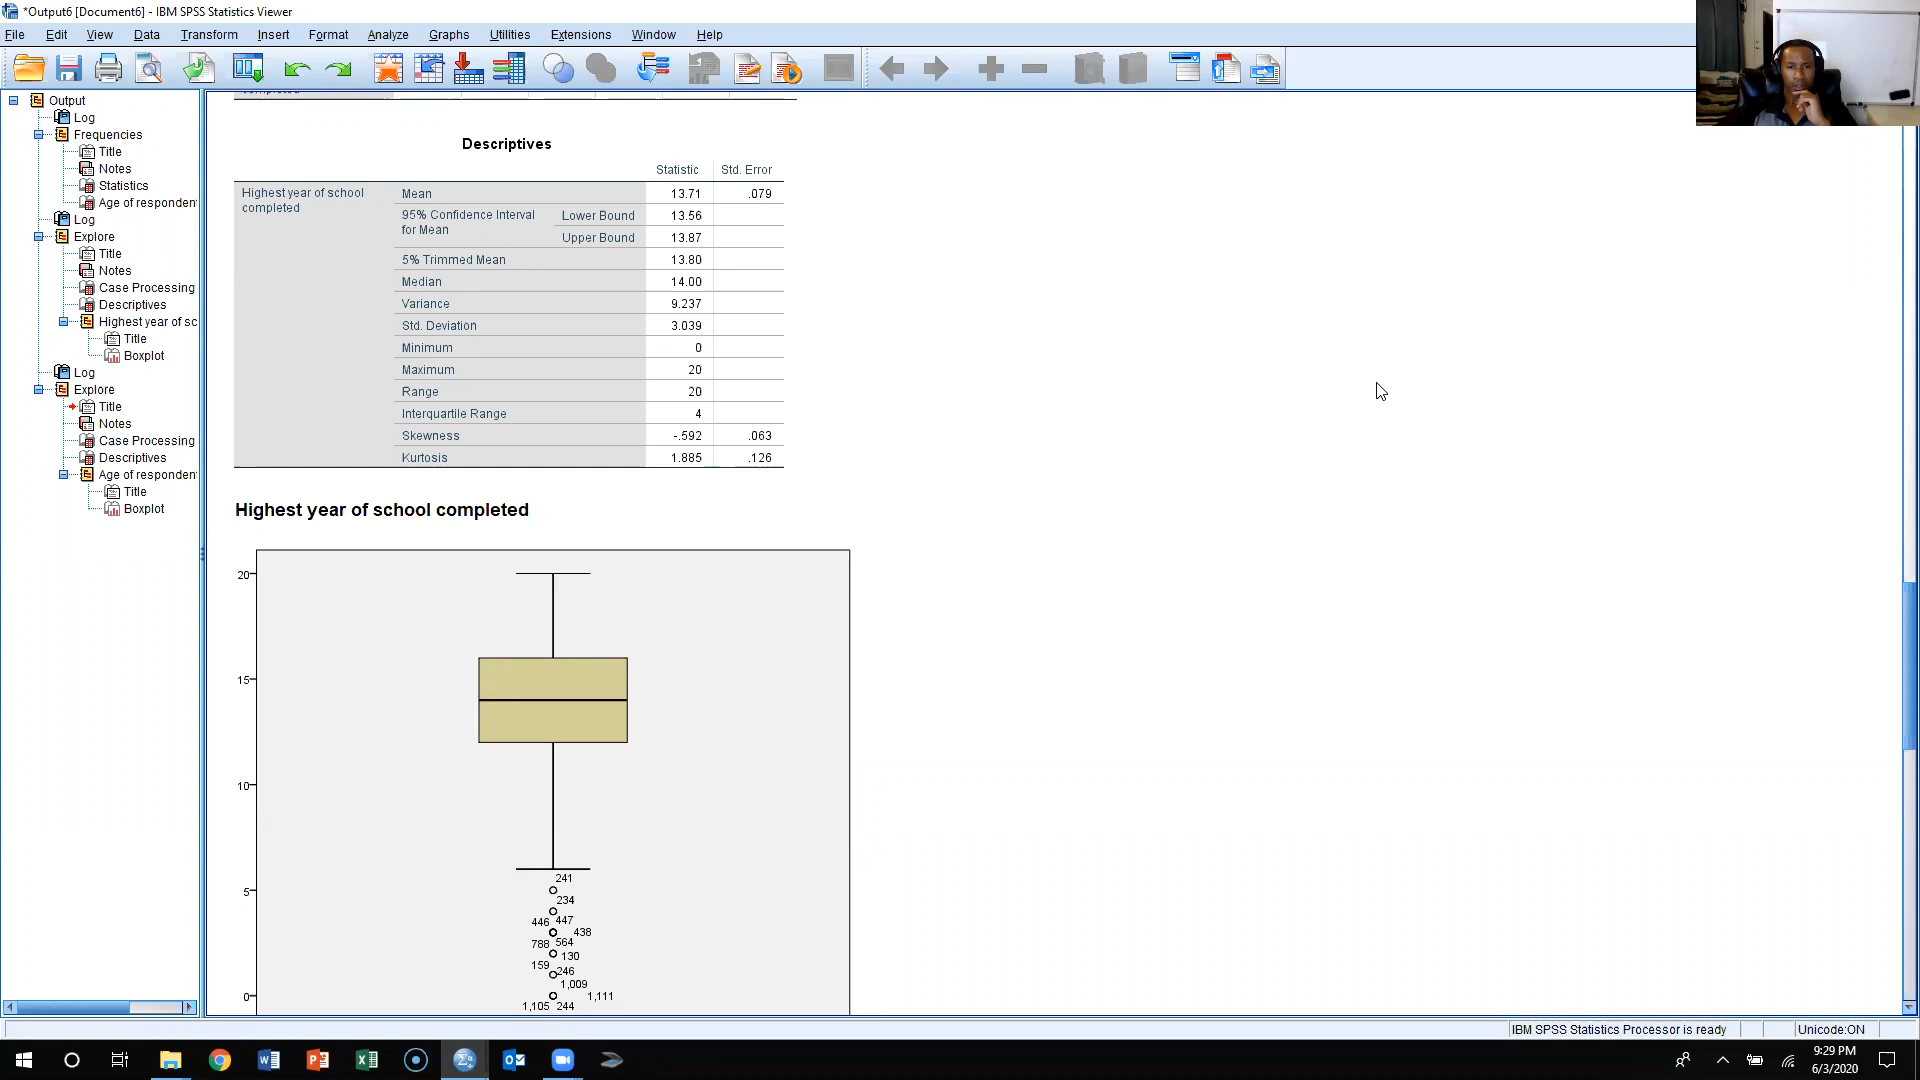 *Output6 [Document6] - IBM SPSS Statistics Viewer
File Edit View Data Transform Insert Format Analyze Graphs Utilities Extensions Window Help
Output
Log
Frequencies
Title
Notes
Statistics
Age of responden
Log
Explore
Title
Notes
Case Processing
Descriptives
Highest year of sc
Title
Boxplot
Log
Explore
Title
Notes
Case Processing
Descriptives
Age of responden
Title
Boxplot
Descriptives
Statistic Std. Error
Highest year of school completed Mean 13.71 .079
95% Confidence Interval for Mean Lower Bound 13.56
Upper Bound 13.87
5% Trimmed Mean 13.80
Median 14.00
Variance 9.237
Std. Deviation 3.039
Minimum 0
Maximum 20
Range 20
Interquartile Range 4
Skewness -.592 .063
Kurtosis 1.885 .126
Highest year of school completed
20
15
10
5
0
241
234
446 447
438
788 564
130
159 246
1,009
1,111
1,105 244
IBM SPSS Statistics Processor is ready
Unicode:ON
9:29 PM
6/3/2020